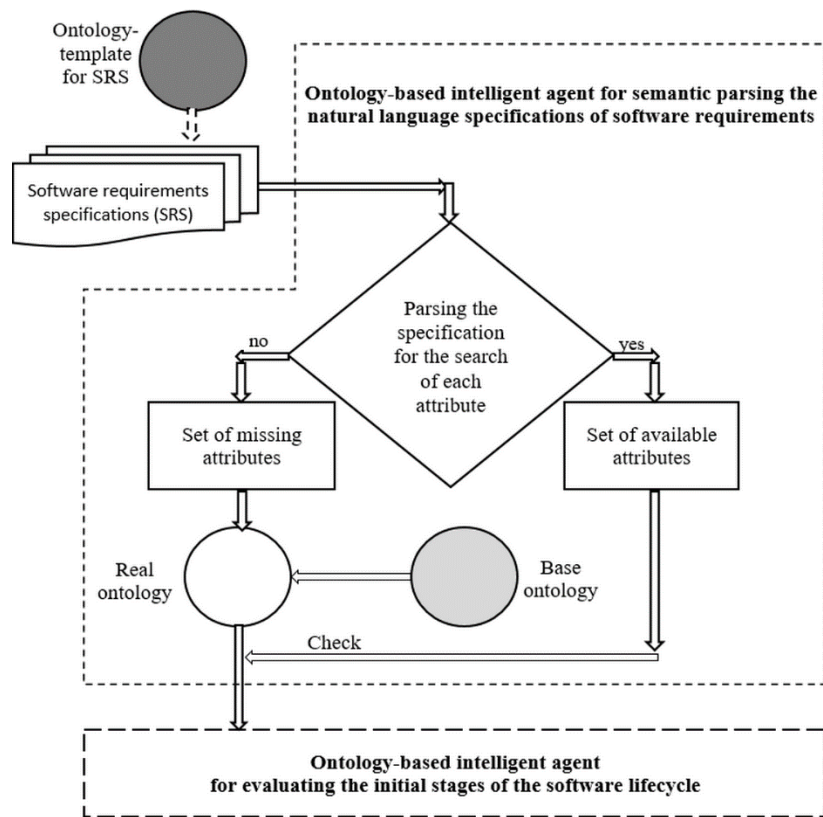 Ontology-
template
for SRS
Ontology-based intelligent agent for semantic parsing the
natural language specifications of software requirements
Software requirements
specifications (SRS)
Parsing the
specification
for the search
of each
attribute
no
yes
Set of missing
attributes
Set of available
attributes
Real
ontology
Base
ontology
Check
Ontology-based intelligent agent
for evaluating the initial stages of the software lifecycle